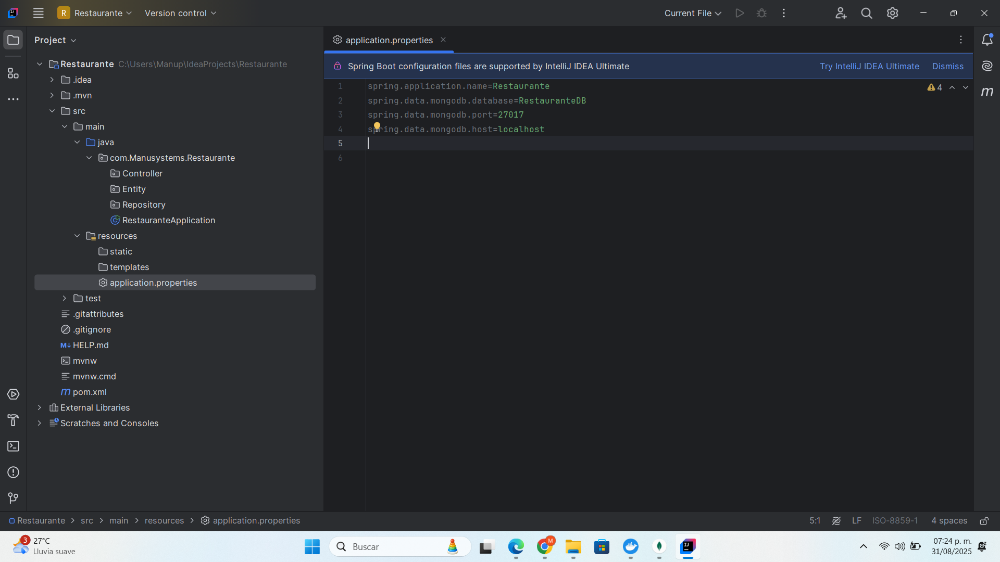 R Restaurante Version control Current File
Project
application.properties
Restaurante C:\Users\Manup\IdeaProjects\Restaurante
Spring Boot configuration files are supported by IntelliJ IDEA Ultimate Try IntelliJ IDEA Ultimate Dismiss
.idea
.mvn
src
main
java
com.Manusystems.Restaurante
Controller
Entity
Repository
RestauranteApplication
resources
static
templates
application.properties
test
.gitattributes
.gitignore
M↓ HELP.md
mvnw
mvnw.cmd
m pom.xml
External Libraries
Scratches and Consoles
1 spring.application.name=Restaurante
2 spring.data.mongodb.database=RestauranteDB
3 spring.data.mongodb.port=27017
4 spring.data.mongodb.host=localhost
5
6
4
m
Restaurante > src > main > resources > application.properties
5:1 LF ISO-8859-1 4 spaces
3 27°C
Lluvia suave
Buscar
M
07:24 p. m.
31/08/2025